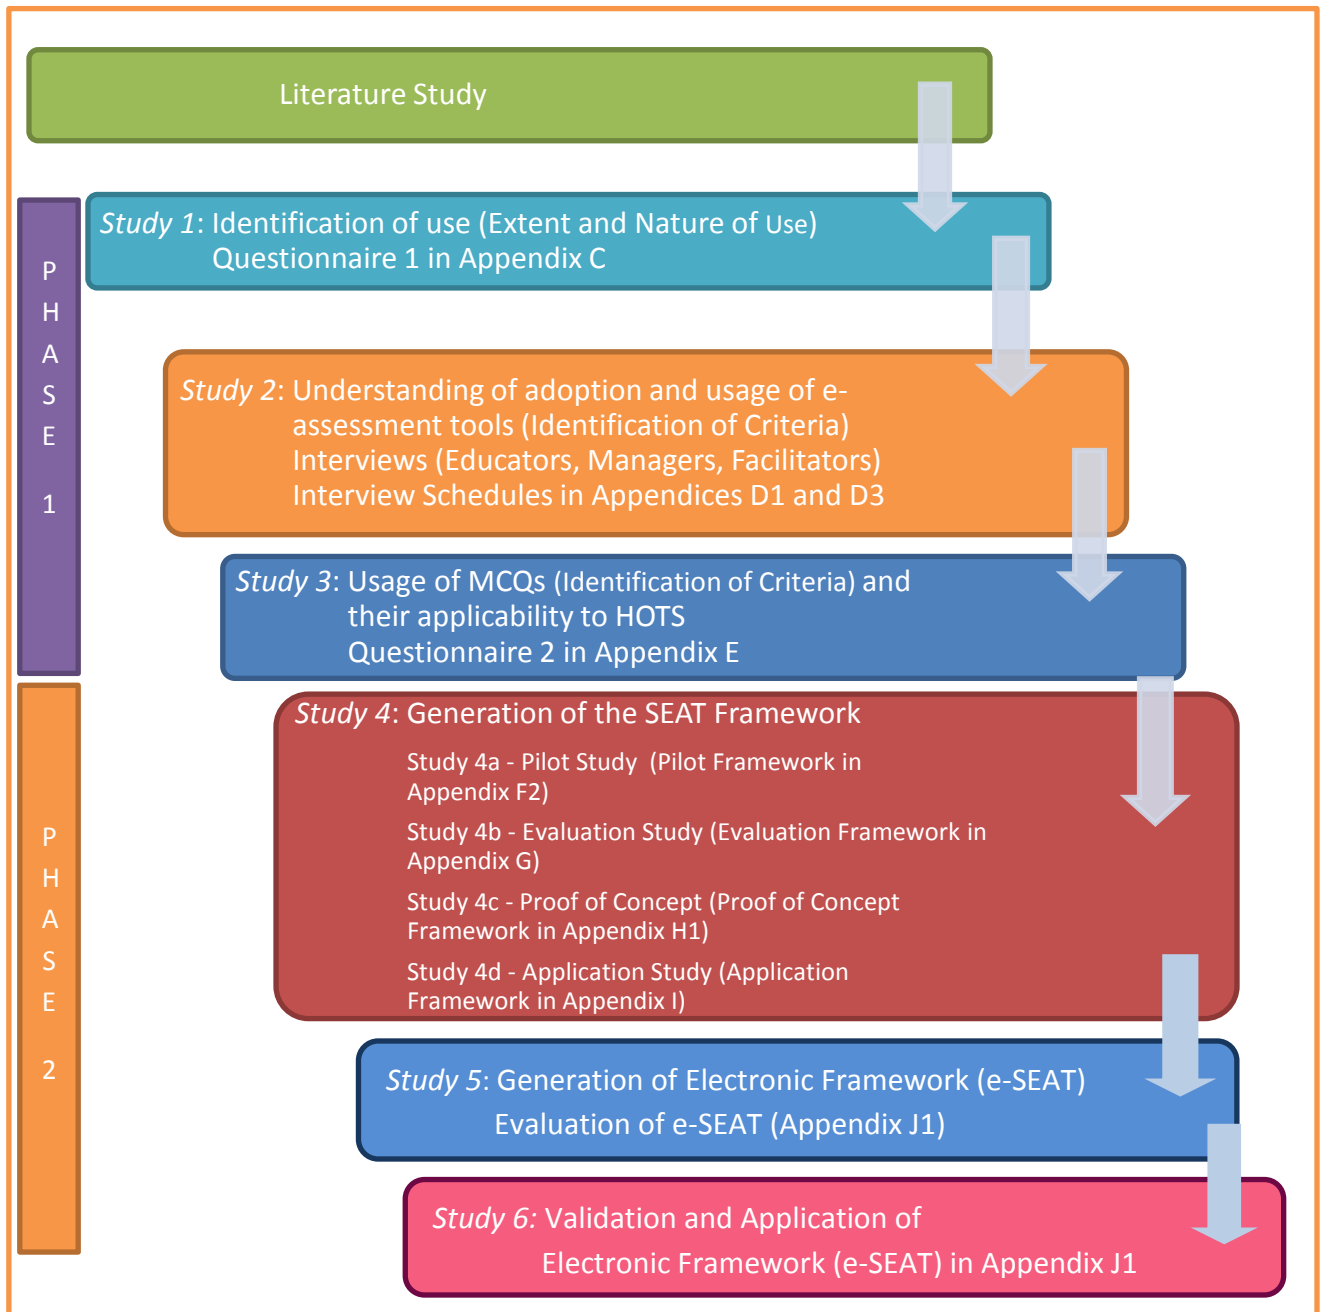 Literature Study
PHASE 1
Study 1: Identification of use (Extent and Nature of Use)
Questionnaire 1 in Appendix C
Study 2: Understanding of adoption and usage of e-
assessment tools (Identification of Criteria)
Interviews (Educators, Managers, Facilitators)
Interview Schedules in Appendices D1 and D3
Study 3: Usage of MCQs (Identification of Criteria) and
their applicability to HOTS
Questionnaire 2 in Appendix E
PHASE 2
Study 4: Generation of the SEAT Framework
Study 4a - Pilot Study (Pilot Framework in
Appendix F2)
Study 4b - Evaluation Study (Evaluation Framework in
Appendix G)
Study 4c - Proof of Concept (Proof of Concept
Framework in Appendix H1)
Study 4d - Application Study (Application
Framework in Appendix I)
Study 5: Generation of Electronic Framework (e-SEAT)
Evaluation of e-SEAT (Appendix J1)
Study 6: Validation and Application of
Electronic Framework (e-SEAT) in Appendix J1